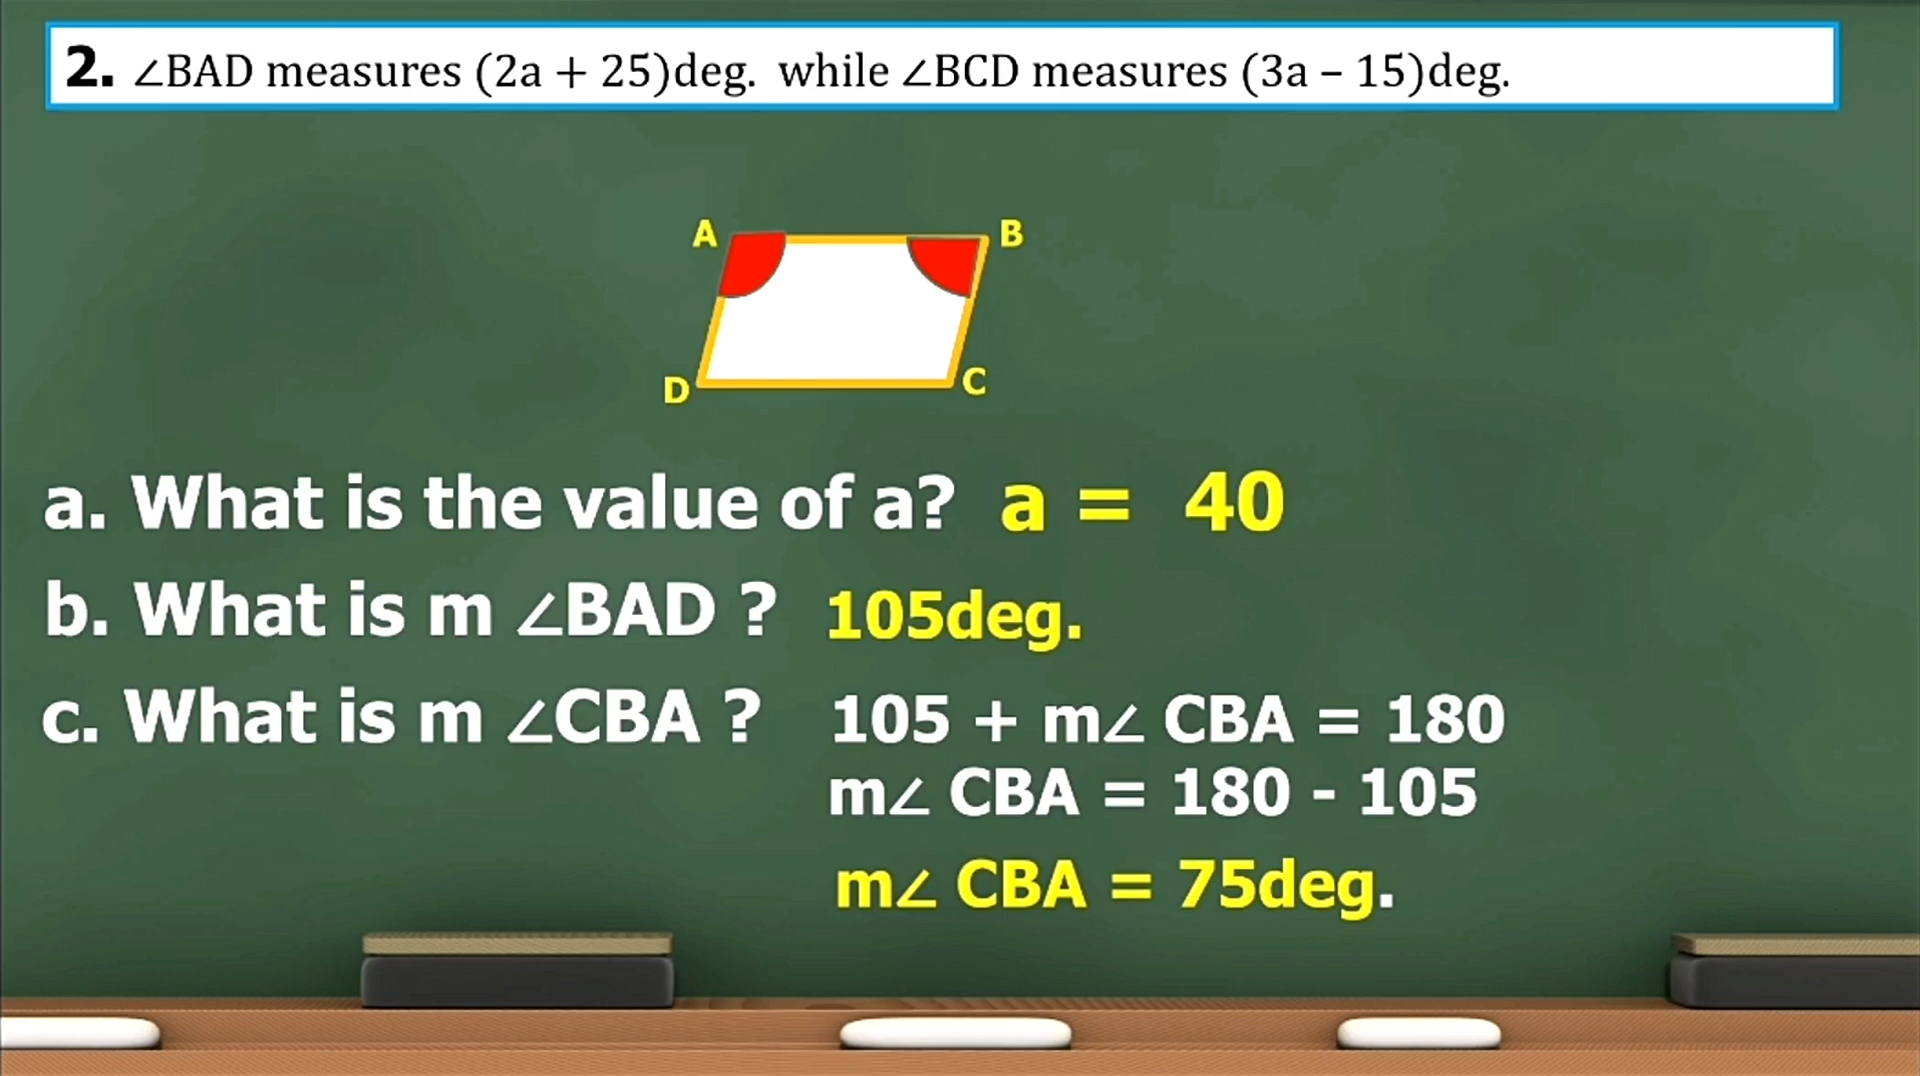 2. ∠BAD measures (2a + 25)deg. while ∠BCD measures (3a – 15)deg.
A
B
D
C
a. What is the value of a? a = 40
b. What is m ∠BAD ? 105deg.
c. What is m ∠CBA ? 105 + m∠ CBA = 180
m∠ CBA = 180 - 105
m∠ CBA = 75deg.